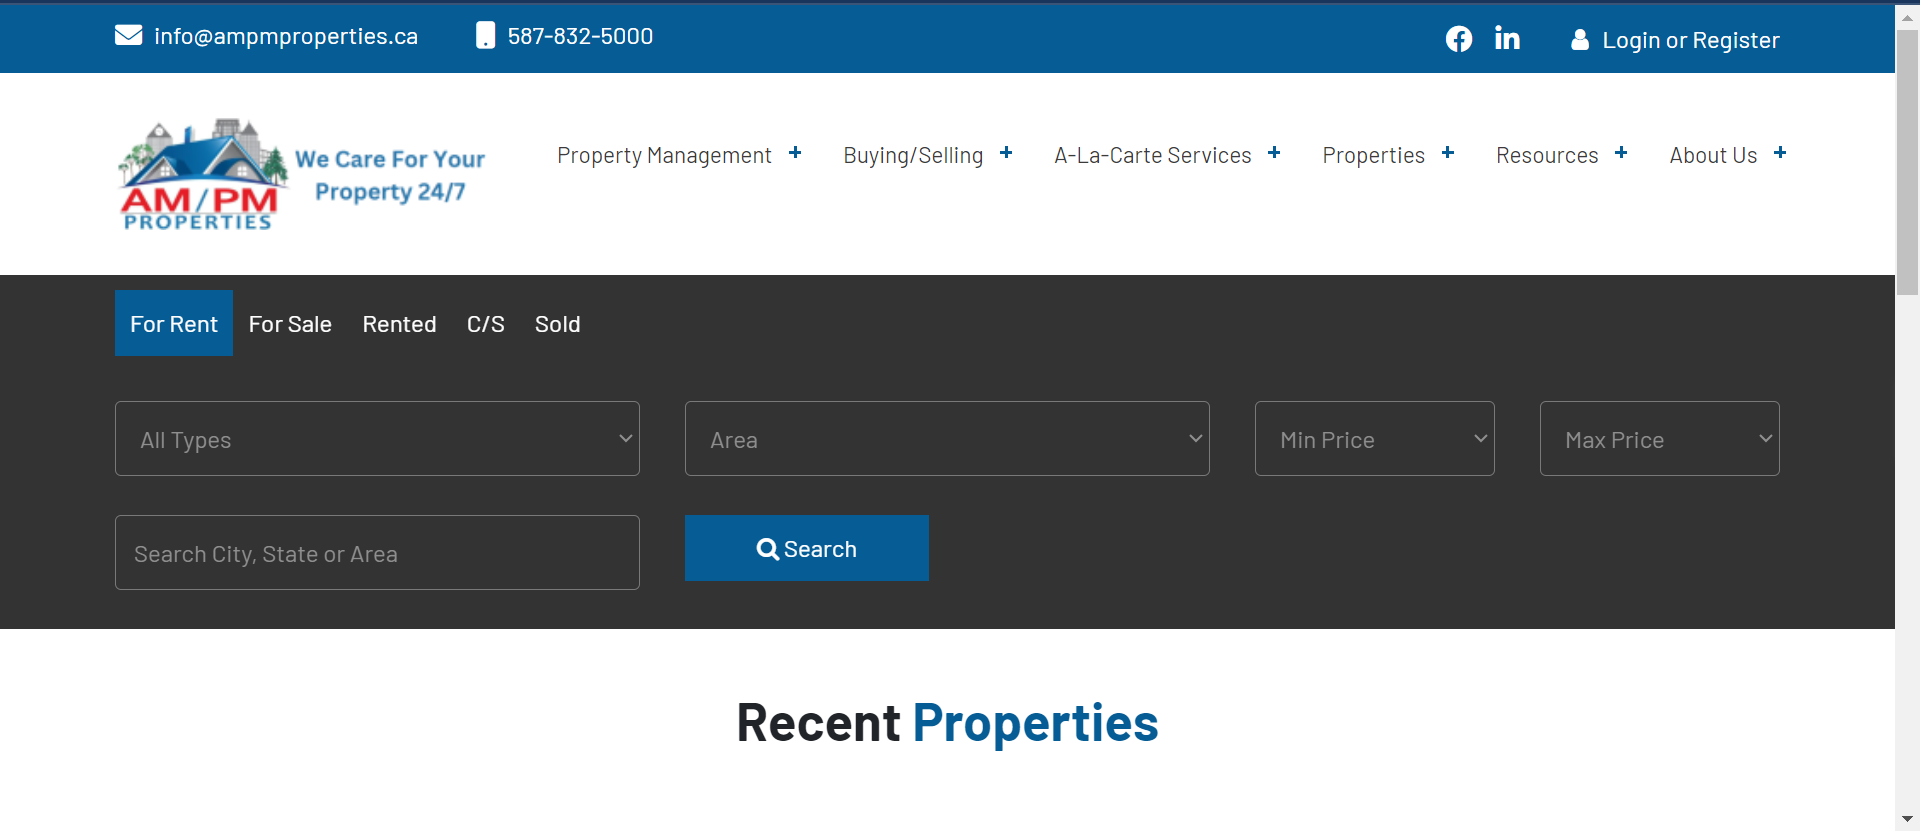 info@ampmproperties.ca 587-832-5000 Login or Register
AM/PM
PROPERTIES
We Care For Your
Property 24/7
Property Management + Buying/Selling + A-La-Carte Services + Properties + Resources + About Us +
For Rent For Sale Rented C/S Sold
All Types Area Min Price Max Price
Search City, State or Area Search
Recent Properties